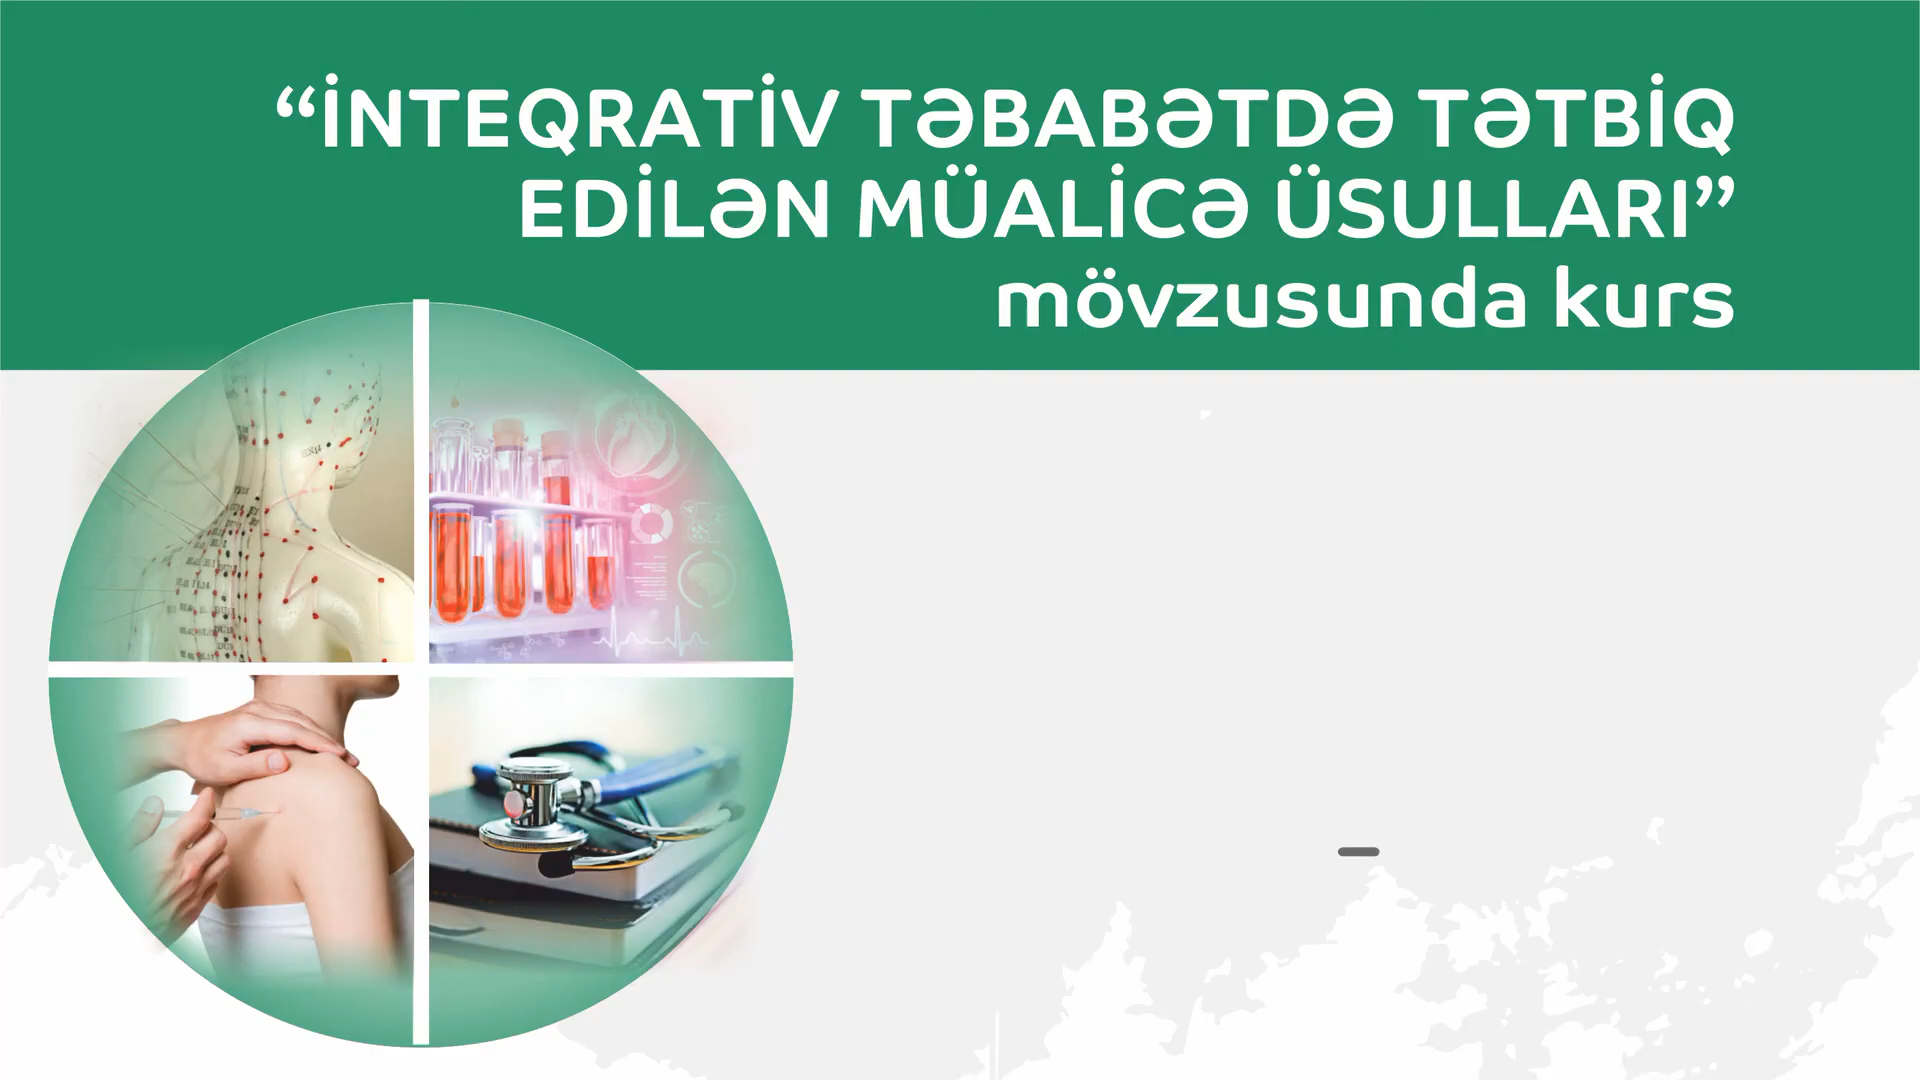 “İNTEQRATİV TƏBABƏTDƏ TƏTBİQ
EDİLƏN MÜALİCƏ ÜSULLARI”
mövzusunda kurs